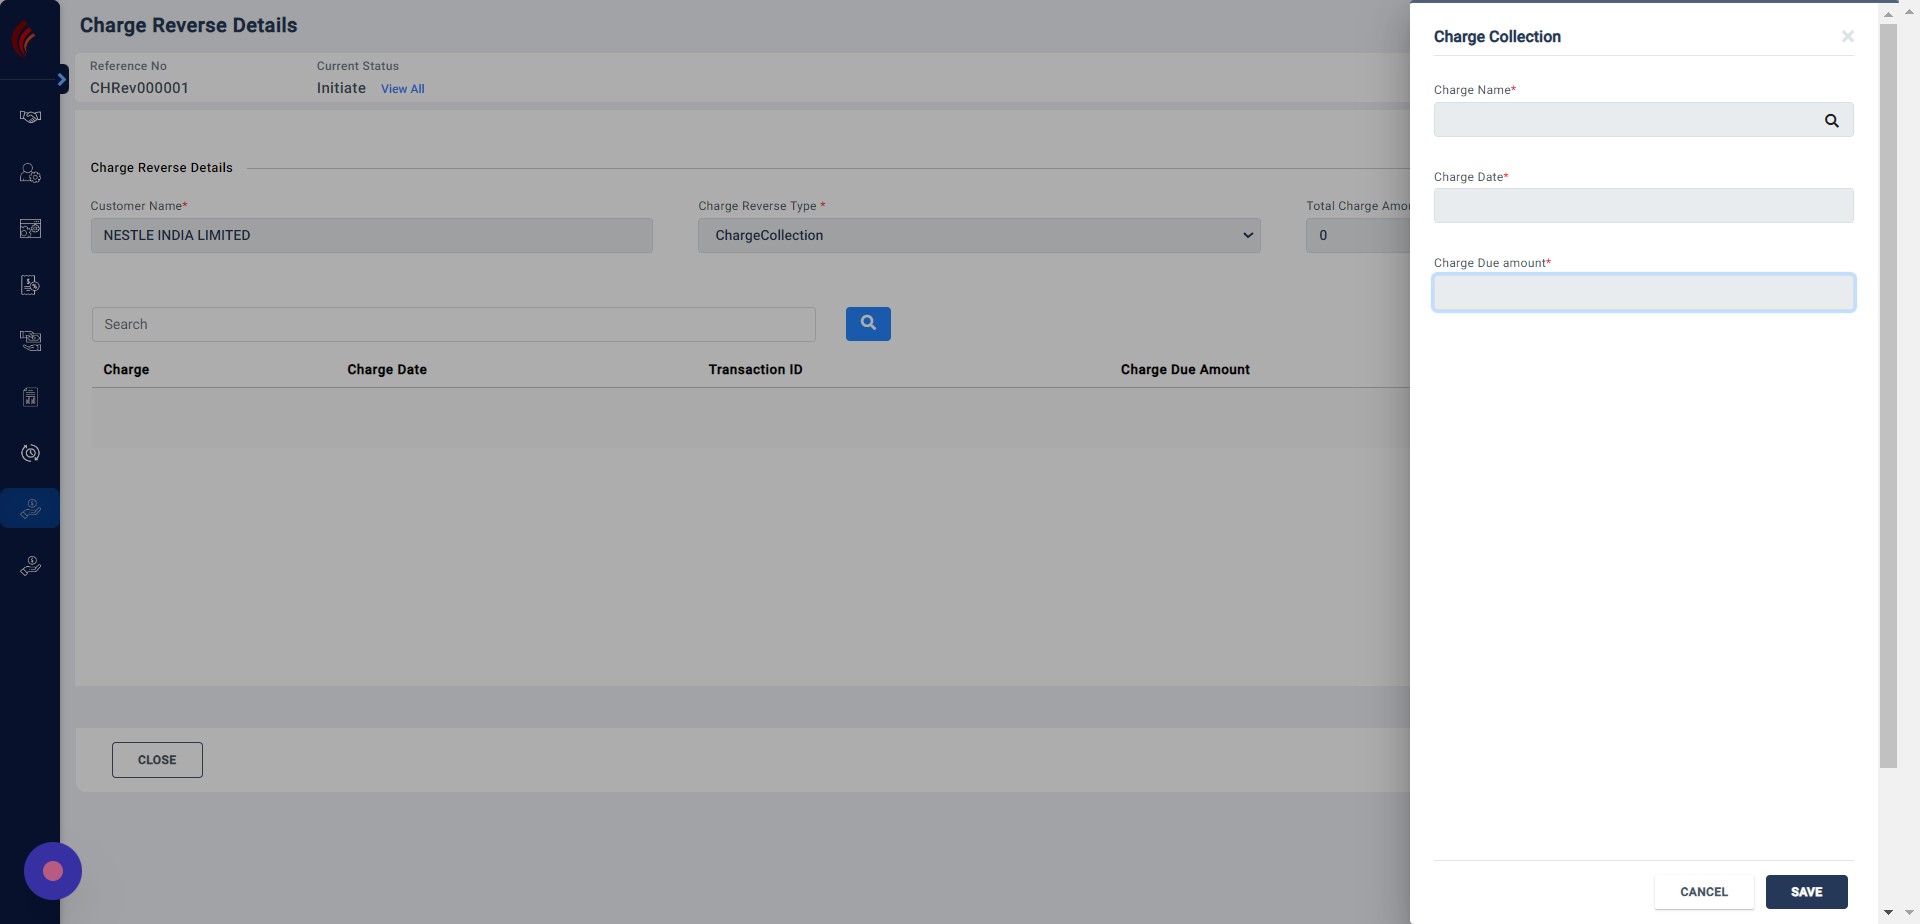 Charge Reverse Details
Reference No
CHRev000001
Current Status
Initiate View All
Charge Reverse Details
Customer Name*
NESTLE INDIA LIMITED
Charge Reverse Type *
ChargeCollection
Total Charge Amou
0
Search
Charge Charge Date Transaction ID Charge Due Amount
CLOSE
Charge Collection
Charge Name*
Charge Date*
Charge Due amount*
CANCEL SAVE